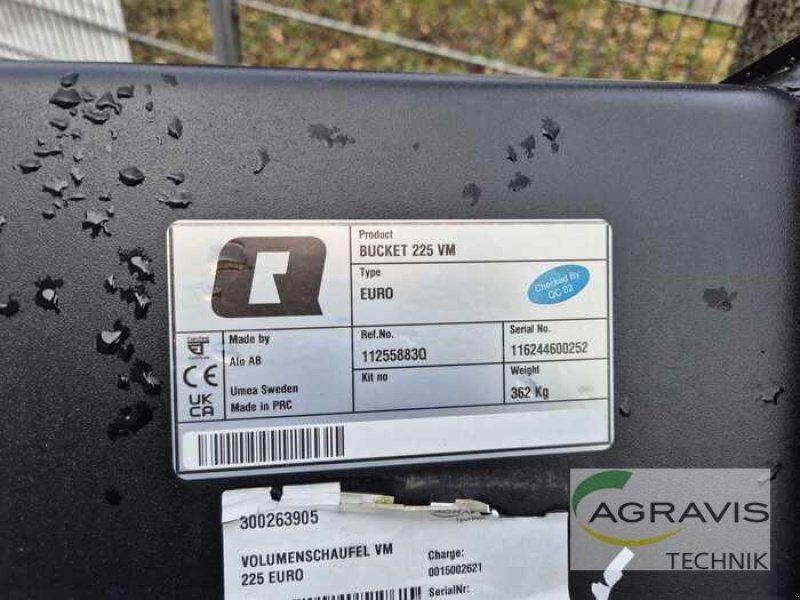 Product
BUCKET 225 VM
Type
EURO
Checked By
QC 02
Made by
Alo AB
Umea Sweden
Made in PRC
CE
UK
CA
Ref.No.
11255883Q
Serial No.
116244600252
Kit no
Weight
362 Kg
300263905
VOLUMENSCHAUFEL VM
225 EURO
Charge:
0015002621
SerialNr:
AGRAVIS
TECHNIK